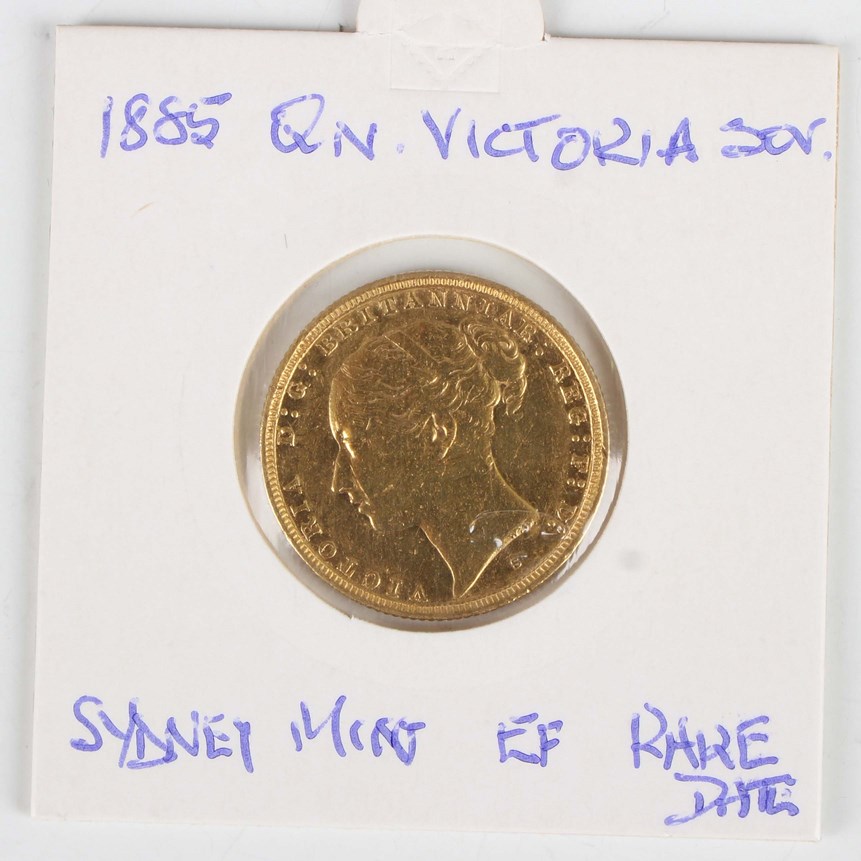 1885 QN. VICTORIA SOV.
VICTORIA D: G: BRITANNIAR: REG: F: D:
S
SYDNEY MINT EF RARE
DATE